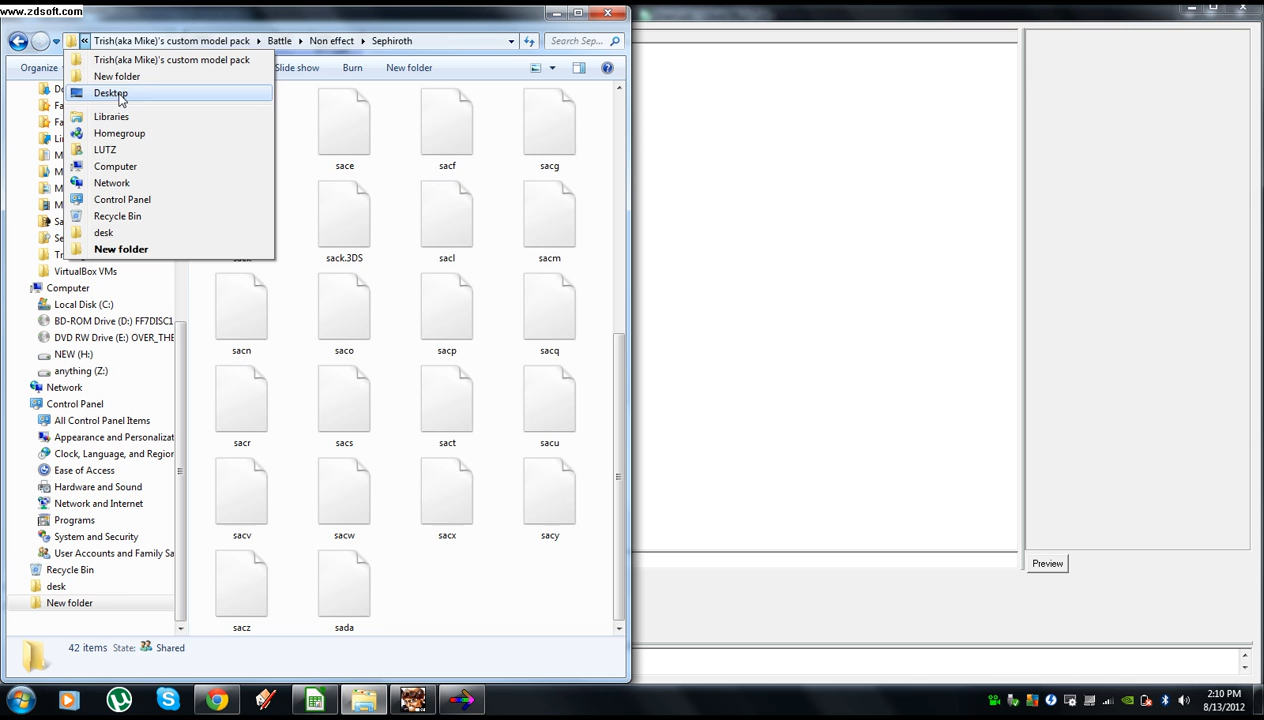 www.zdsoft.com
« Trish(aka Mike)'s custom model pack Battle Non effect Sephiroth
Search Sep...
Organize
Slide show
Burn
New folder
Trish(aka Mike)'s custom model pack
New folder
Desktop
Libraries
Homegroup
LUTZ
Computer
Network
Control Panel
Recycle Bin
desk
New folder
VirtualBox VMs
Computer
Local Disk (C:)
BD-ROM Drive (D:) FF7DISC1
DVD RW Drive (E:) OVER_THE
NEW (H:)
anything (Z:)
Network
Control Panel
All Control Panel Items
Appearance and Personalizat
Clock, Language, and Region
Ease of Access
Hardware and Sound
Network and Internet
Programs
System and Security
User Accounts and Family Sa
Recycle Bin
desk
New folder
sace sacf sacg
sack.3DS sacl sacm
sacn saco sacp sacq
sacr sacs sact sacu
sacv sacw sacx sacy
sacz sada
42 items State: Shared
Preview
2:10 PM
8/13/2012